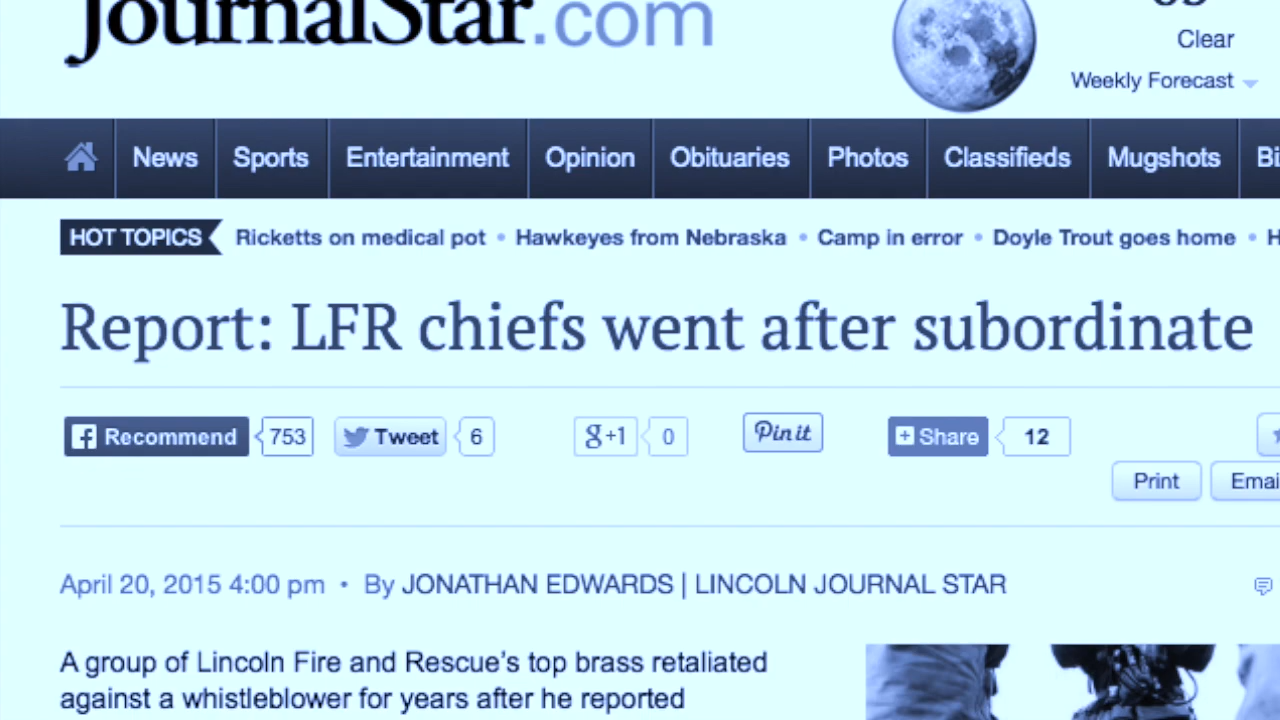 JournalStar.com
Clear
Weekly Forecast
News Sports Entertainment Opinion Obituaries Photos Classifieds Mugshots
HOT TOPICS Ricketts on medical pot • Hawkeyes from Nebraska • Camp in error • Doyle Trout goes home •
Report: LFR chiefs went after subordinate
Recommend 753 Tweet 6 g+1 0 Pin it Share 12
Print Email
April 20, 2015 4:00 pm • By JONATHAN EDWARDS | LINCOLN JOURNAL STAR
A group of Lincoln Fire and Rescue's top brass retaliated
against a whistleblower for years after he reported